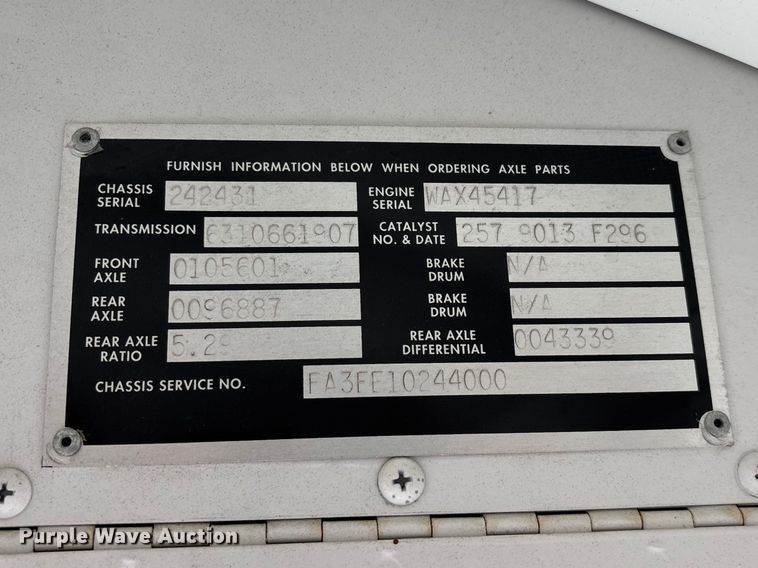 FURNISH INFORMATION BELOW WHEN ORDERING AXLE PARTS
CHASSIS SERIAL 242431 ENGINE SERIAL WAX45417
TRANSMISSION 6310661907 CATALYST NO. & DATE 257 9013 F296
FRONT AXLE 0105601 BRAKE DRUM N/A
REAR AXLE 0096887 BRAKE DRUM N/A
REAR AXLE RATIO REAR AXLE DIFFERENTIAL 0043339
CHASSIS SERVICE NO. FA3FE10244000
Purple Wave Auction